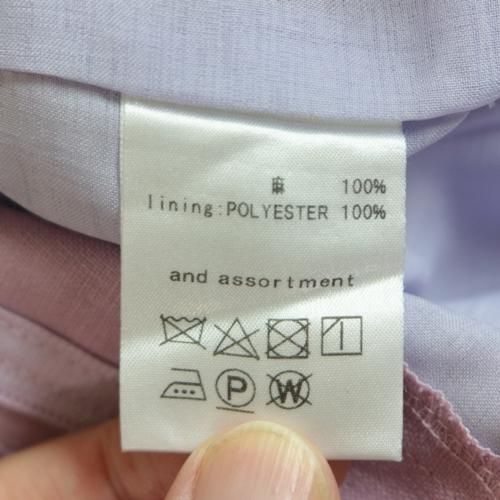 麻 100%
lining:POLYESTER 100%
and assortment
P W